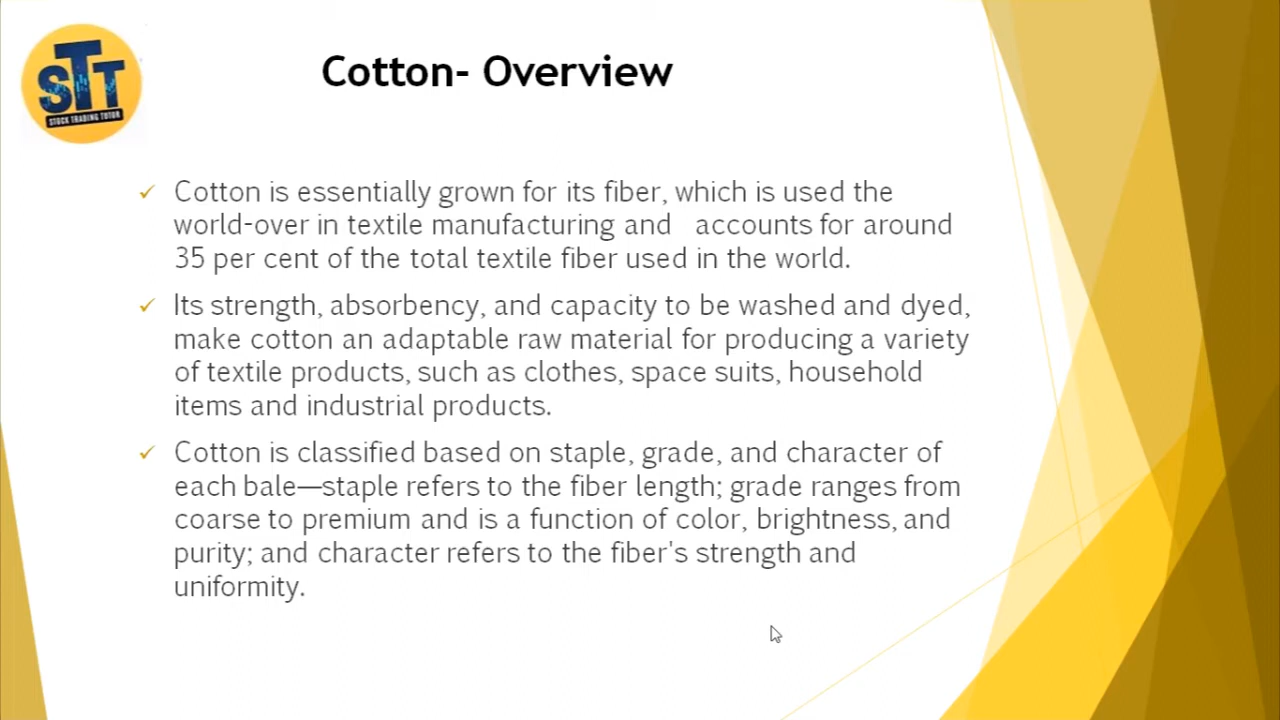 STT
STOCK TRADING TUTOR
Cotton- Overview
Cotton is essentially grown for its fiber, which is used the
world-over in textile manufacturing and   accounts for around
35 per cent of the total textile fiber used in the world.
Its strength, absorbency, and capacity to be washed and dyed,
make cotton an adaptable raw material for producing a variety
of textile products, such as clothes, space suits, household
items and industrial products.
Cotton is classified based on staple, grade, and character of
each bale—staple refers to the fiber length; grade ranges from
coarse to premium and is a function of color, brightness, and
purity; and character refers to the fiber's strength and
uniformity.